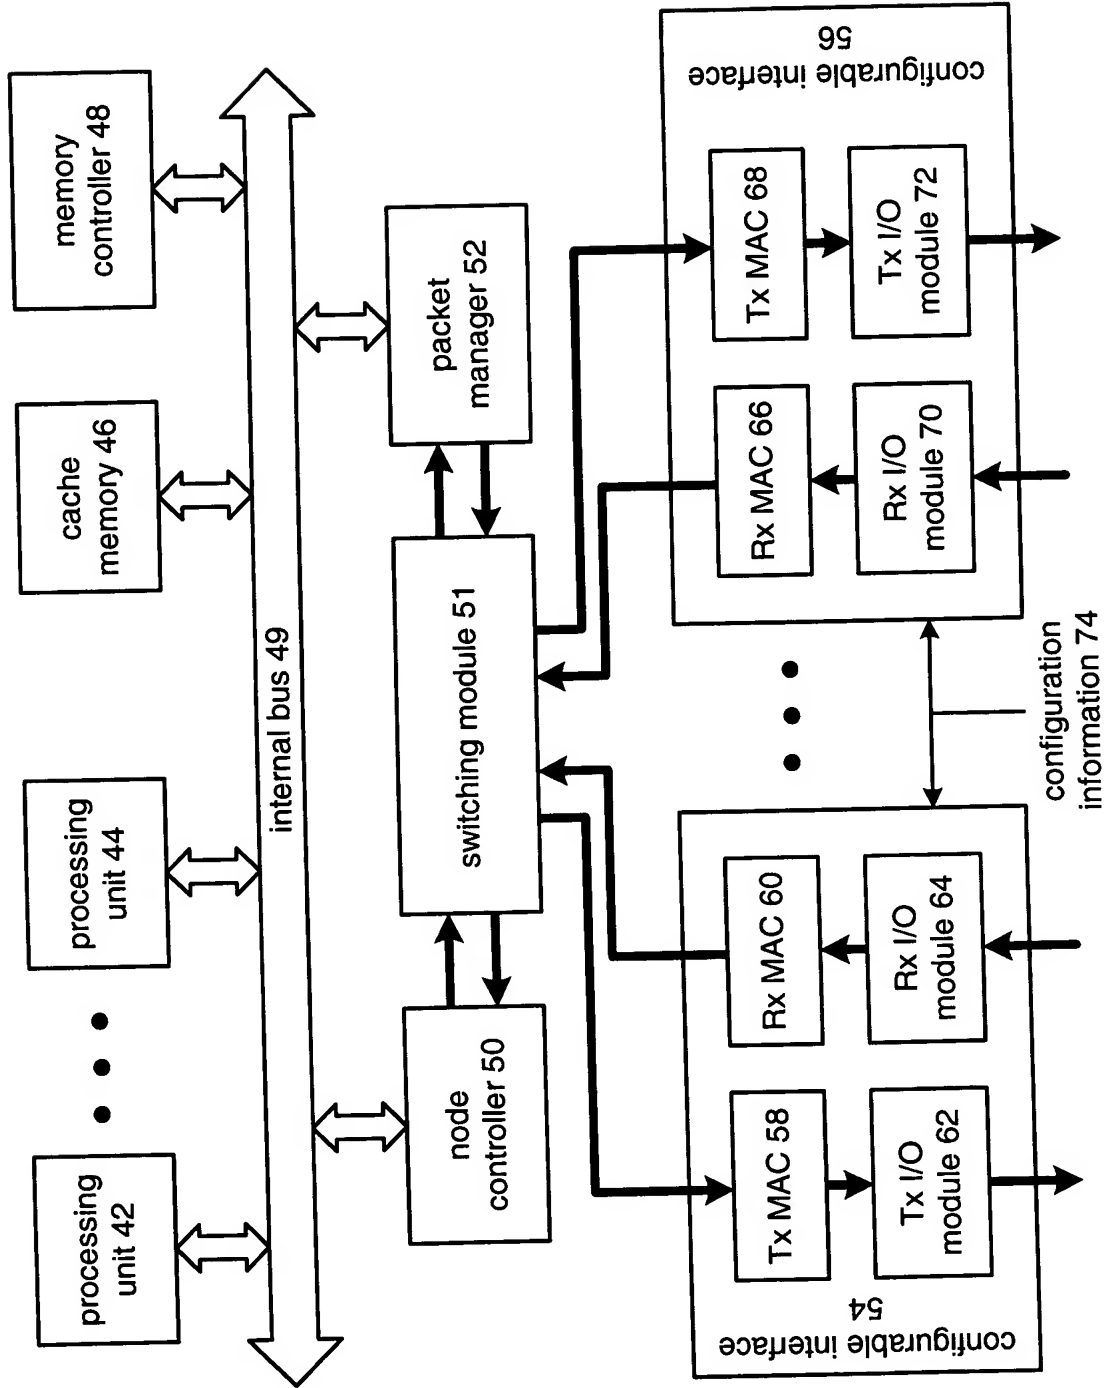 processing
unit 42
processing
unit 44
cache
memory 46
memory
controller 48
internal bus 49
node
controller 50
switching module 51
packet
manager 52
configurable interface
54
Tx MAC 58
Rx MAC 60
Tx I/O
module 62
Rx I/O
module 64
configuration
information 74
Rx MAC 66
Tx MAC 68
Rx I/O
module 70
Tx I/O
module 72
configurable interface
56